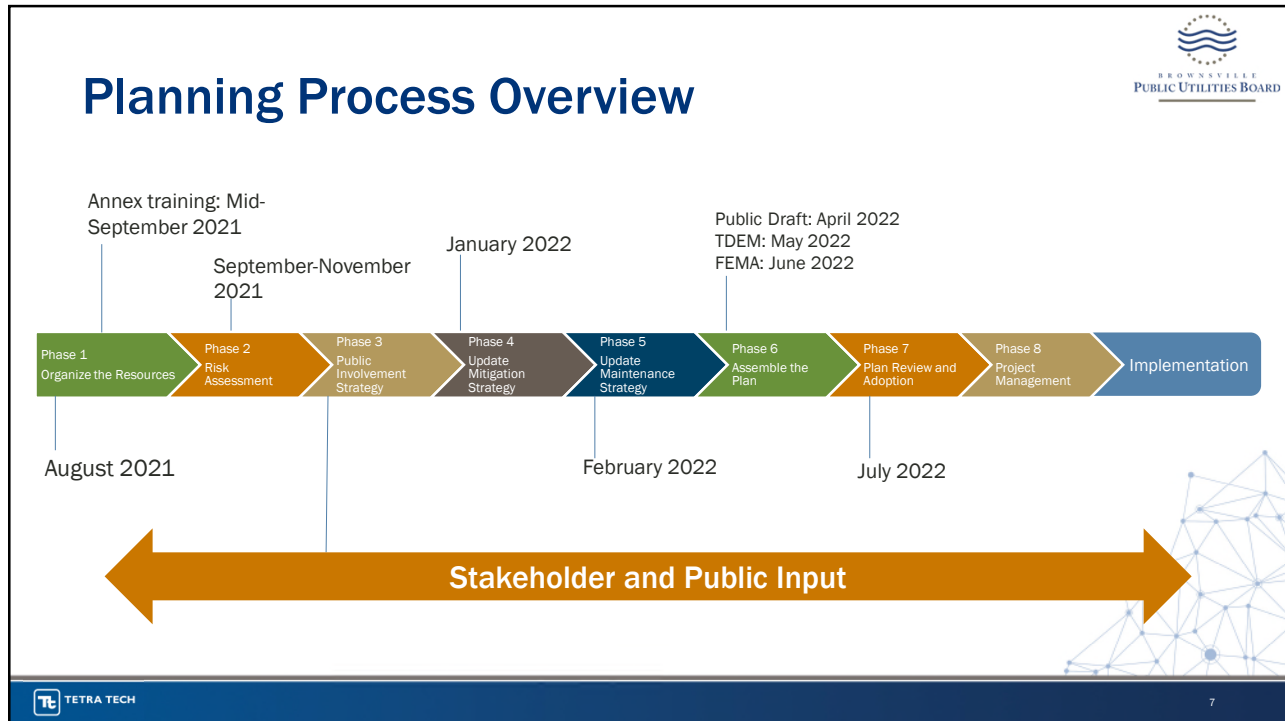 Planning Process Overview
BROWNSVILLE
PUBLIC UTILITIES BOARD
Annex training: Mid-
September 2021
September-November
2021
January 2022
Public Draft: April 2022
TDEM: May 2022
FEMA: June 2022
Phase 1
Organize the Resources
Phase 2
Risk
Assessment
Phase 3
Public
Involvement
Strategy
Phase 4
Update
Mitigation
Strategy
Phase 5
Update
Maintenance
Strategy
Phase 6
Assemble the
Plan
Phase 7
Plan Review and
Adoption
Phase 8
Project
Management
Implementation
August 2021
February 2022
July 2022
Stakeholder and Public Input
Tt TETRA TECH
7